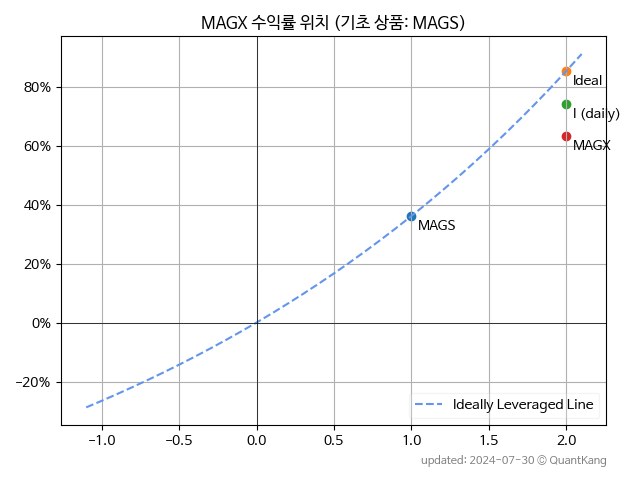 MAGX 수익률 위치 (기초 상품: MAGS)
80%
60%
40%
20%
0%
−20%
Ideal
I (daily)
MAGX
MAGS
Ideally Leveraged Line
−1.0 −0.5 0.0 0.5 1.0 1.5 2.0
updated: 2024-07-30 © QuantKang